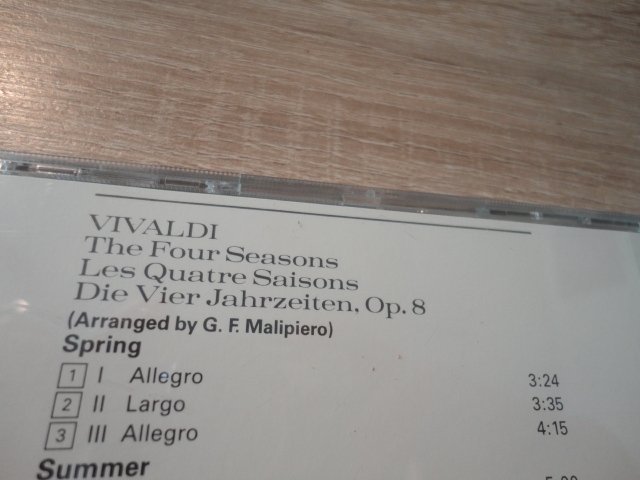 VIVALDI
The Four Seasons
Les Quatre Saisons
Die Vier Jahrzeiten, Op. 8
(Arranged by G. F. Malipiero)
Spring
1 I Allegro 3:24
2 II Largo 3:35
3 III Allegro 4:15
Summer